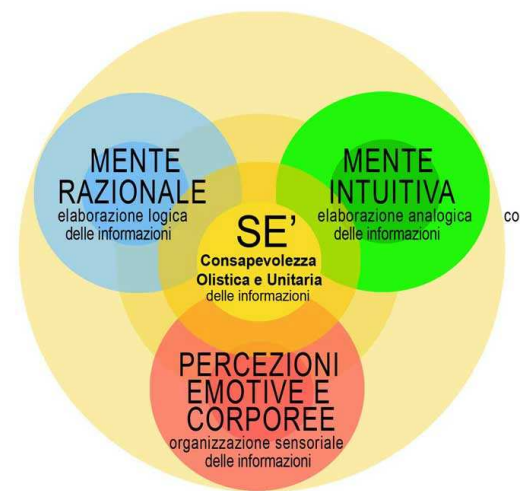 MENTE
RAZIONALE
elaborazione logica
delle informazioni
MENTE
INTUITIVA
elaborazione analogica
delle informazioni
co
SE’
Consapevolezza
Olistica e Unitaria
delle informazioni
PERCEZIONI
EMOTIVE E
CORPOREE
organizzazione sensoriale
delle informazioni